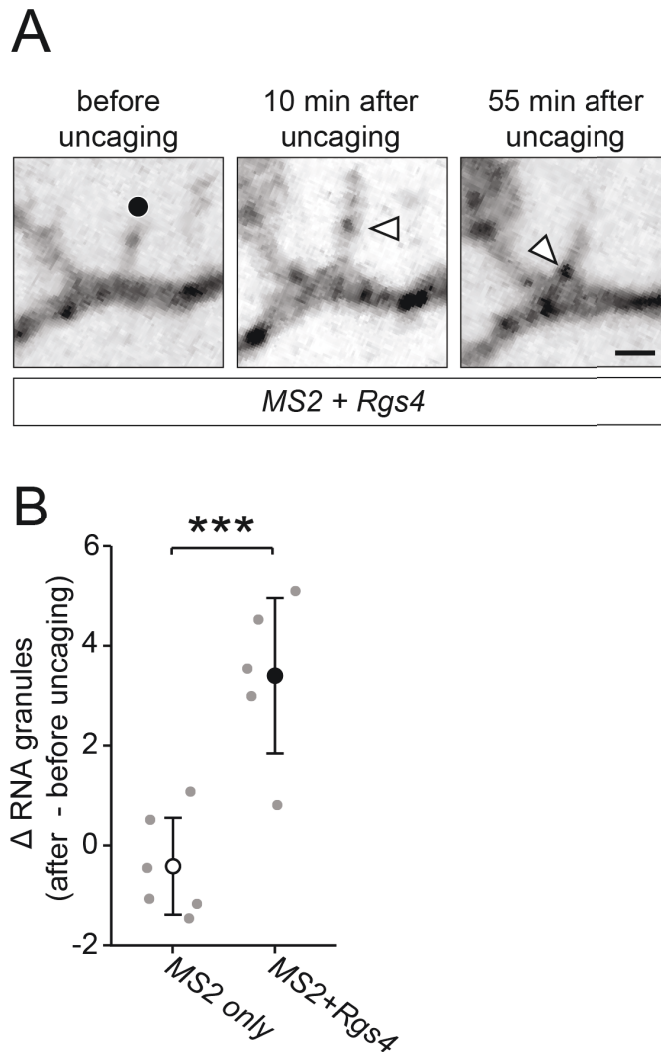 A
before
uncaging
10 min after
uncaging
55 min after
uncaging
MS2 + Rgs4
B
***
6
4
2
0
-2
Δ RNA granules
(after - before uncaging)
MS2 only
MS2+Rgs4